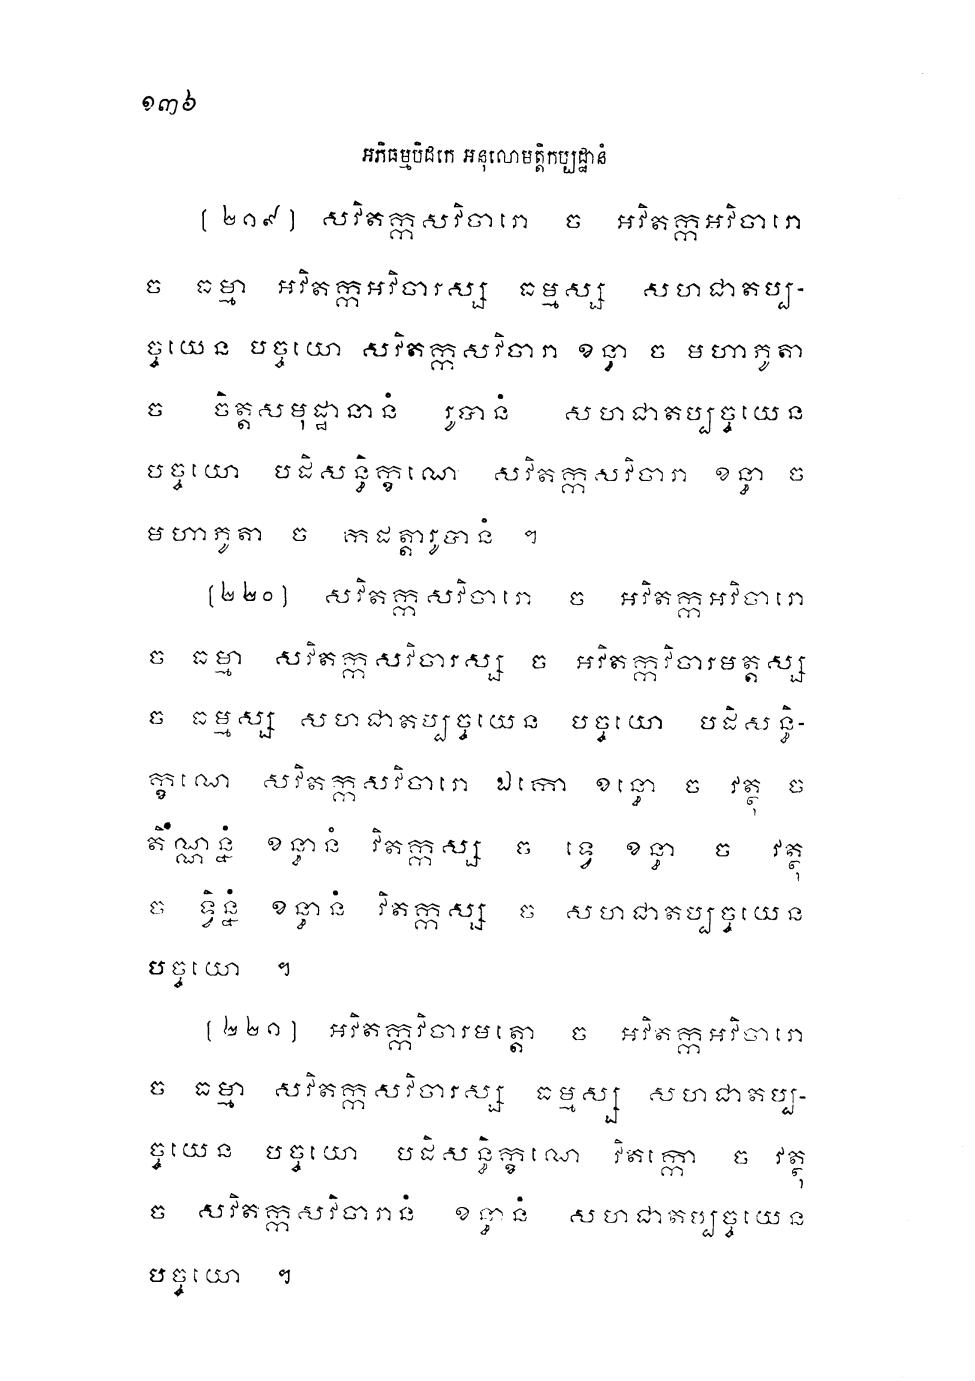 ១៣៦
អភិធម្មបិដកេ អនុលោមត្តិកប្បដ្ឋានំ
(២១៩) សវិតក្កសវិចារោ ច អវិតក្កអវិចារោ
ច ធម្មា អវិតក្កអវិចារស្ស ធម្មស្ស សហជាតប្ប-
ច្ចយេន បច្ចយោ សវិតក្កសវិចារា ខន្ធា ច មហាភូតា
ច ចិត្តសមុដ្ឋានានំ រូបានំ សហជាតប្បច្ចយេន
បច្ចយោ បដិសន្ធិក្ខណេ សវិតក្កសវិចារា ខន្ធា ច
មហាភូតា ច កដត្តារូបានំ ។
(២២០) សវិតក្កសវិចារោ ច អវិតក្កអវិចារោ
ច ធម្មា សវិតក្កសវិចារស្ស ច អវិតក្កវិចារមត្តស្ស
ច ធម្មស្ស សហជាតប្បច្ចយេន បច្ចយោ បដិសន្ធិ-
ក្ខណេ សវិតក្កសវិចារោ ឯកោ ខន្ធោ ច វត្ថុ ច
តិណ្ណន្នំ ខន្ធានំ វិតក្កស្ស ច ទ្វេ ខន្ធា ច វត្ថុ
ច ទ្វិន្នំ ខន្ធានំ វិតក្កស្ស ច សហជាតប្បច្ចយេន
បច្ចយោ ។
(២២១) អវិតក្កវិចារមត្តោ ច អវិតក្កអវិចារោ
ច ធម្មា សវិតក្កសវិចារស្ស ធម្មស្ស សហជាតប្ប-
ច្ចយេន បច្ចយោ បដិសន្ធិក្ខណេ វិតក្កោ ច វត្ថុ
ច សវិតក្កសវិចារានំ ខន្ធានំ សហជាតប្បច្ចយេន
បច្ចយោ ។